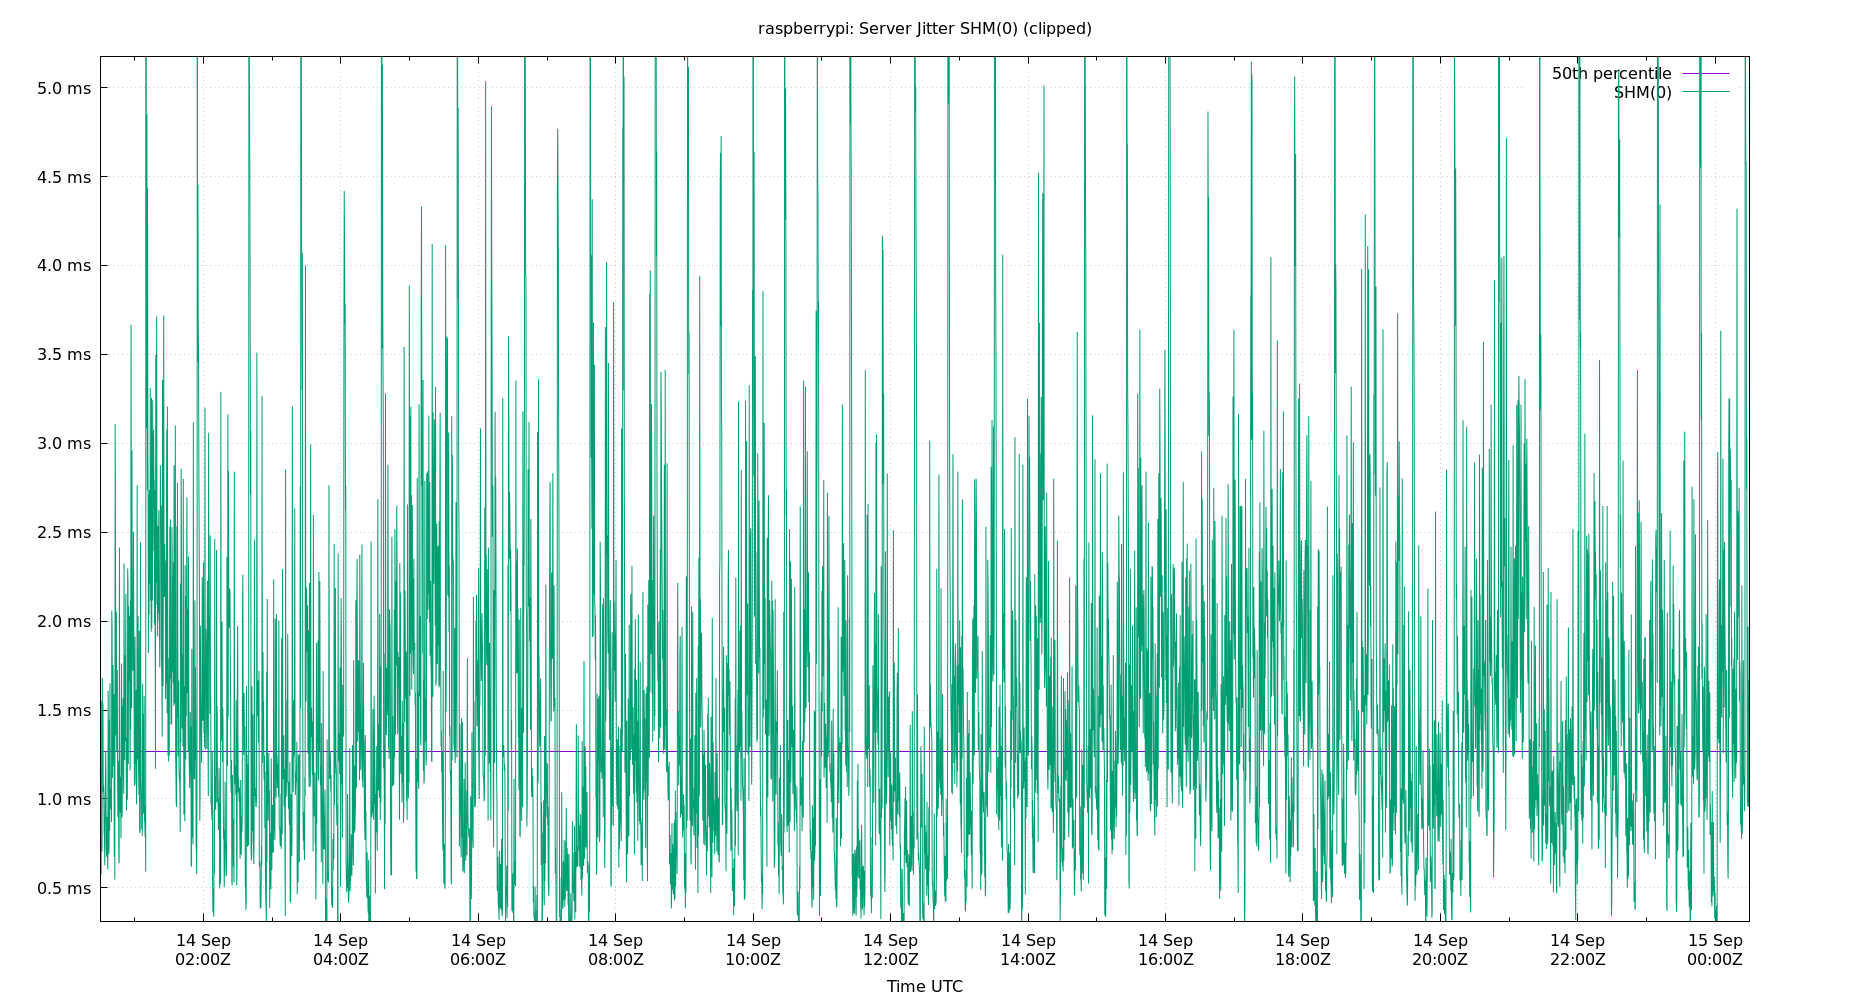 raspberrypi: Server Jitter SHM(0) (clipped)
50th percentile
SHM(0)
5.0 ms
4.5 ms
4.0 ms
3.5 ms
3.0 ms
2.5 ms
2.0 ms
1.5 ms
1.0 ms
0.5 ms
14 Sep 14 Sep 14 Sep 14 Sep 14 Sep 14 Sep 14 Sep 14 Sep 14 Sep 14 Sep 14 Sep 15 Sep
02:00Z 04:00Z 06:00Z 08:00Z 10:00Z 12:00Z 14:00Z 16:00Z 18:00Z 20:00Z 22:00Z 00:00Z
Time UTC